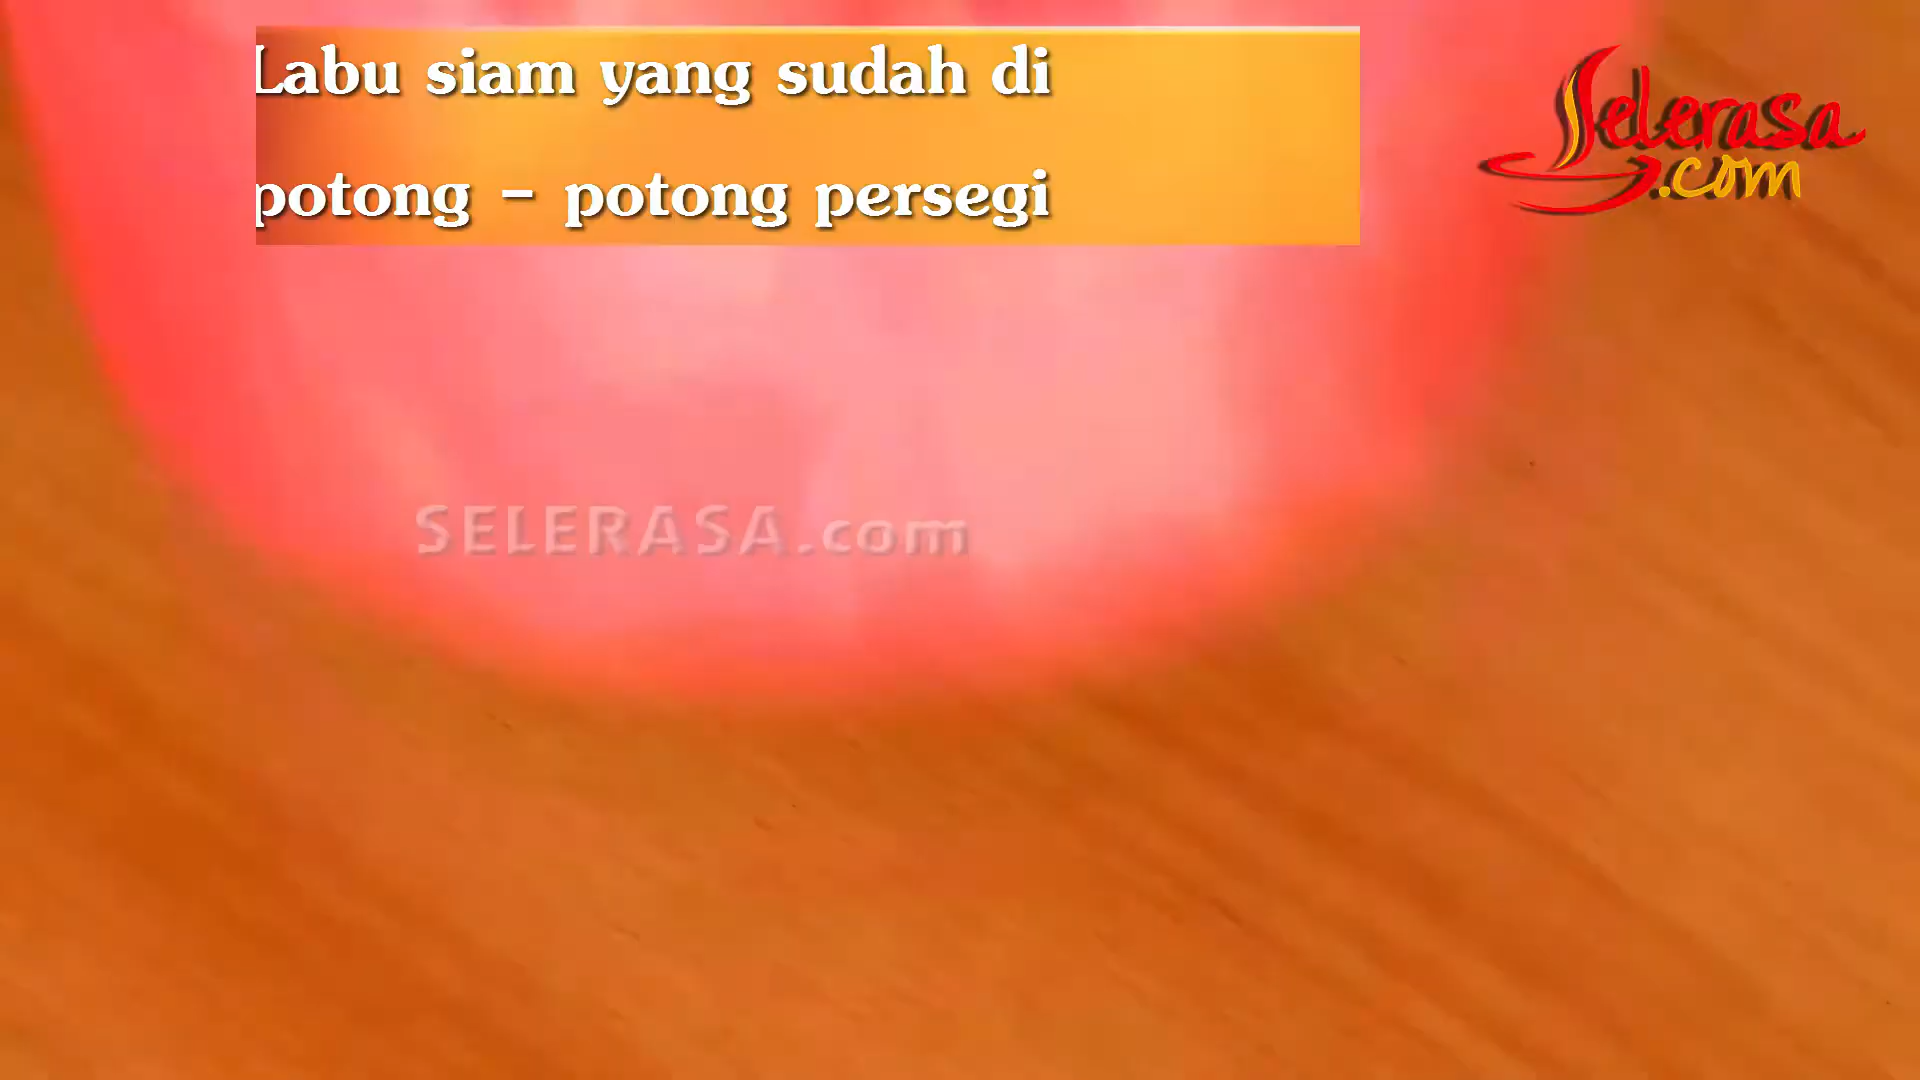 Labu siam yang sudah di
potong - potong persegi
Selerasa
.com
SELERASA.com